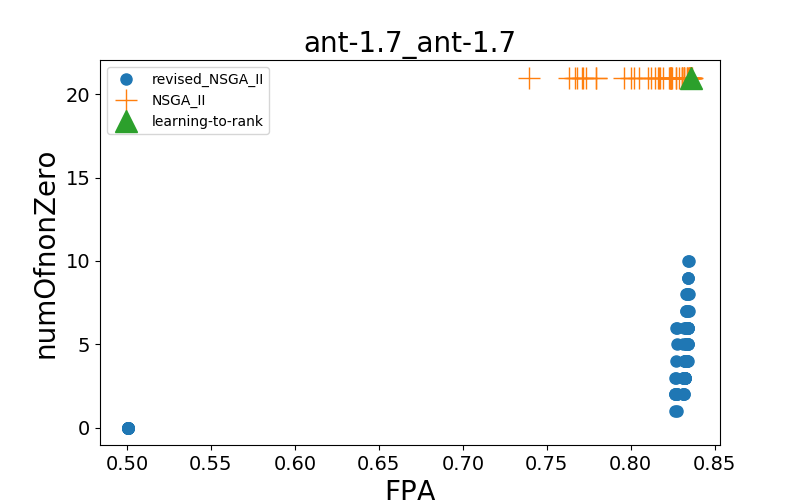 ant-1.7_ant-1.7
revised_NSGA_II
NSGA_II
learning-to-rank
numOfnonZero
20
15
10
5
0
0.50 0.55 0.60 0.65 0.70 0.75 0.80 0.85
FPA